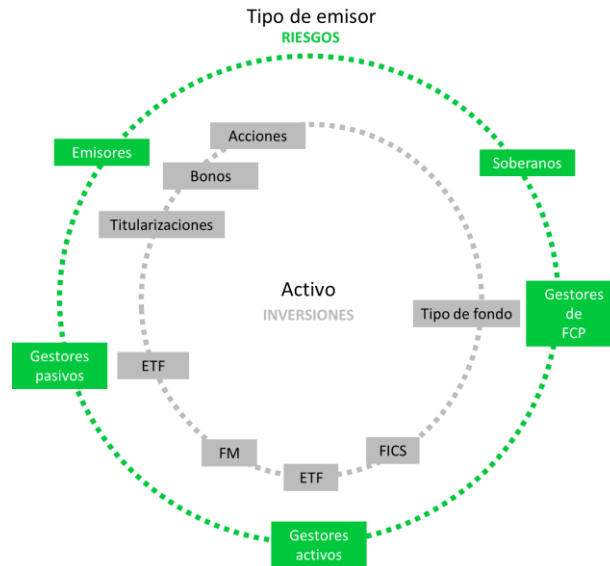 Tipo de emisor
RIESGOS
Acciones
Emisores
Bonos
Soberanos
Titularizaciones
Activo
INVERSIONES
Tipo de fondo
Gestores
de
FCP
Gestores
pasivos
ETF
FM
FICS
ETF
Gestores
activos